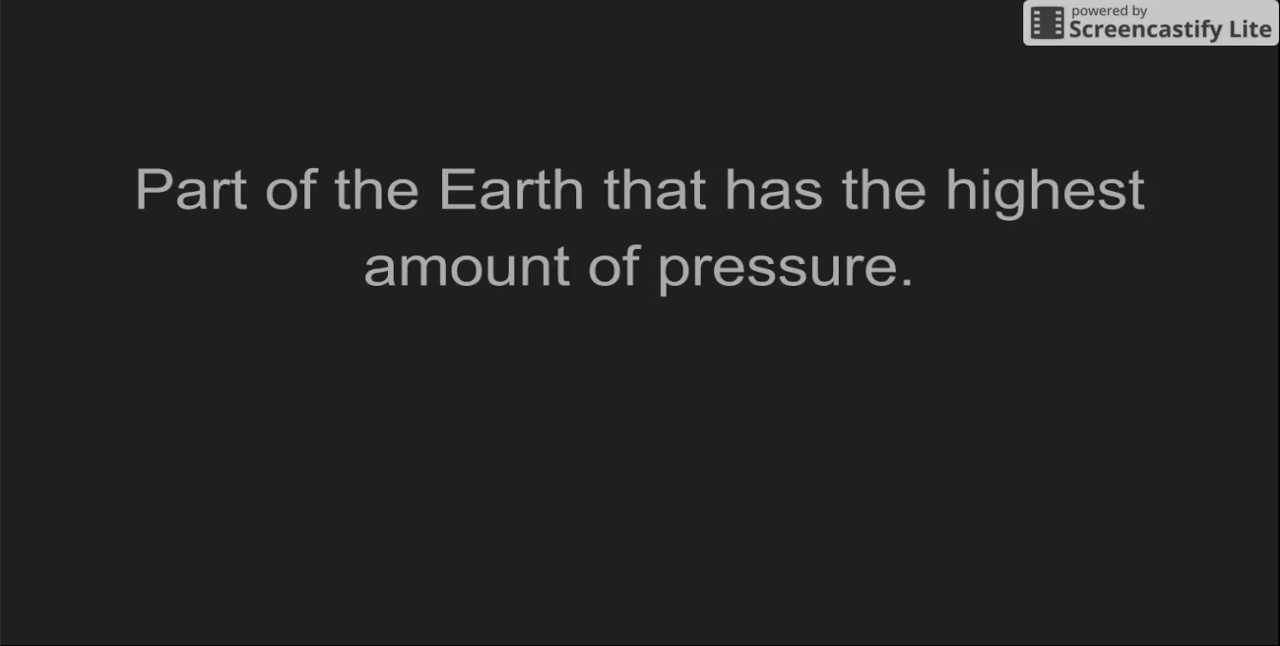 powered by
Screencastify Lite
Part of the Earth that has the highest
amount of pressure.